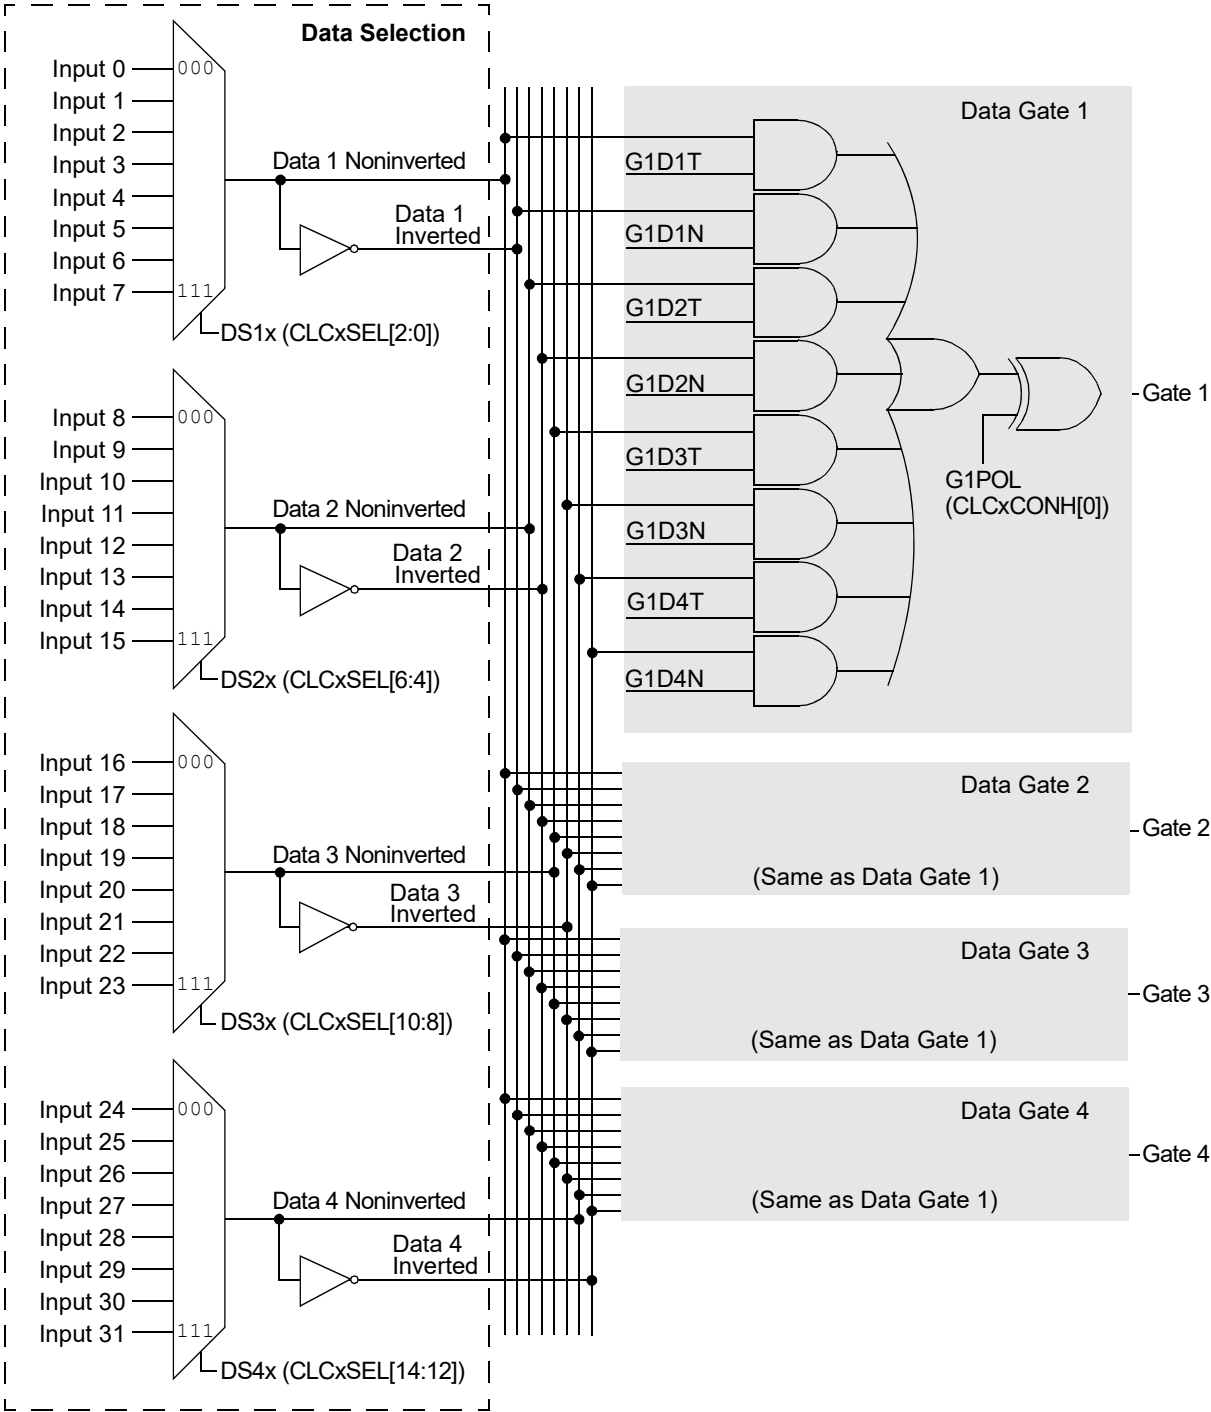 Data Selection
Input 0
000
Input 1
Input 2
Input 3
Input 4
Input 5
Input 6
Input 7
111
DS1x (CLCxSEL[2:0])
Data 1 Noninverted
Data 1
Inverted
Input 8
000
Input 9
Input 10
Input 11
Input 12
Input 13
Input 14
Input 15
111
DS2x (CLCxSEL[6:4])
Data 2 Noninverted
Data 2
Inverted
Input 16
000
Input 17
Input 18
Input 19
Input 20
Input 21
Input 22
Input 23
111
DS3x (CLCxSEL[10:8])
Data 3 Noninverted
Data 3
Inverted
Input 24
000
Input 25
Input 26
Input 27
Input 28
Input 29
Input 30
Input 31
111
DS4x (CLCxSEL[14:12])
Data 4 Noninverted
Data 4
Inverted
Data Gate 1
G1D1T
G1D1N
G1D2T
G1D2N
G1D3T
G1D3N
G1D4T
G1D4N
G1POL
(CLCxCONH[0])
Gate 1
Data Gate 2
(Same as Data Gate 1)
Gate 2
Data Gate 3
(Same as Data Gate 1)
Gate 3
Data Gate 4
(Same as Data Gate 1)
Gate 4